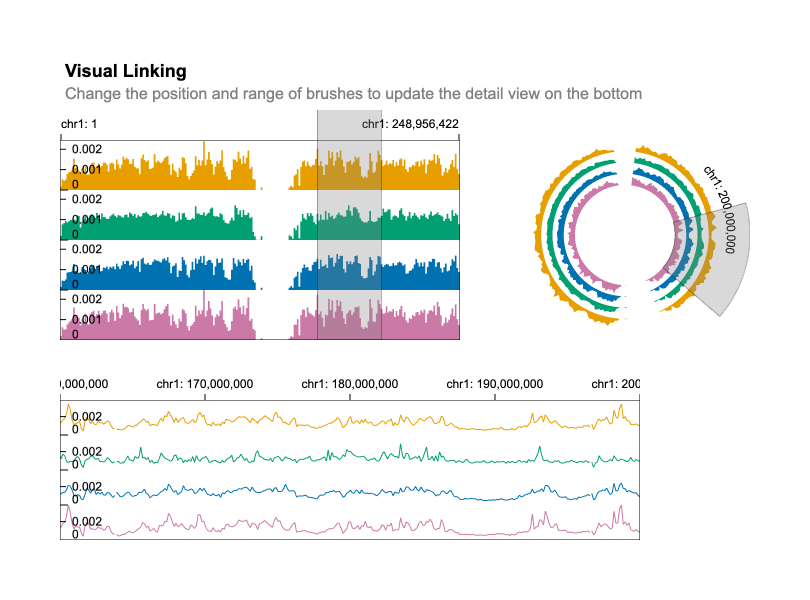 Visual Linking
Change the position and range of brushes to update the detail view on the bottom
chr1: 1
chr1: 248,956,422
0.002
0.001
0
0.002
0.001
0
0.002
0.001
0
0.002
0.001
0
chr1: 200,000,000
0,000,000
chr1: 170,000,000
chr1: 180,000,000
chr1: 190,000,000
chr1: 200
0.002
0
0.002
0
0.002
0
0.002
0